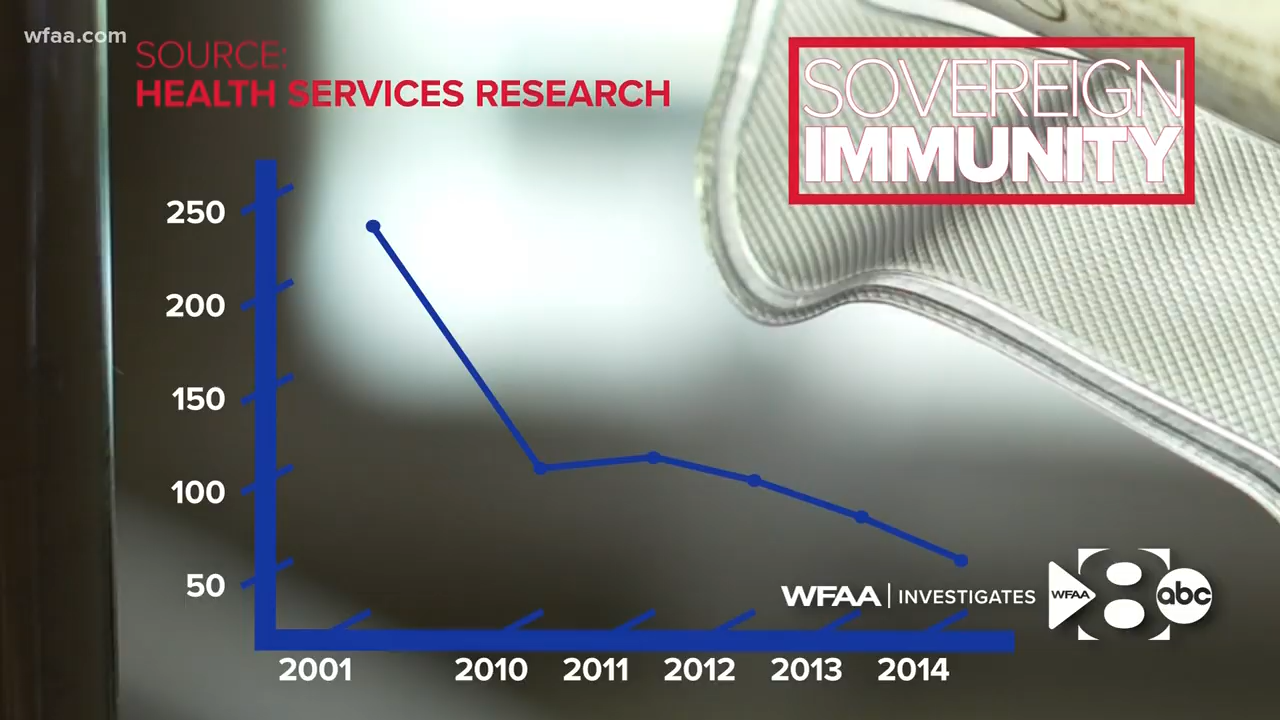 wfaa.com
SOURCE:
HEALTH SERVICES RESEARCH
SOVEREIGN
IMMUNITY
250
200
150
100
50
2001 2010 2011 2012 2013 2014
WFAA INVESTIGATES
WFAA 8 abc